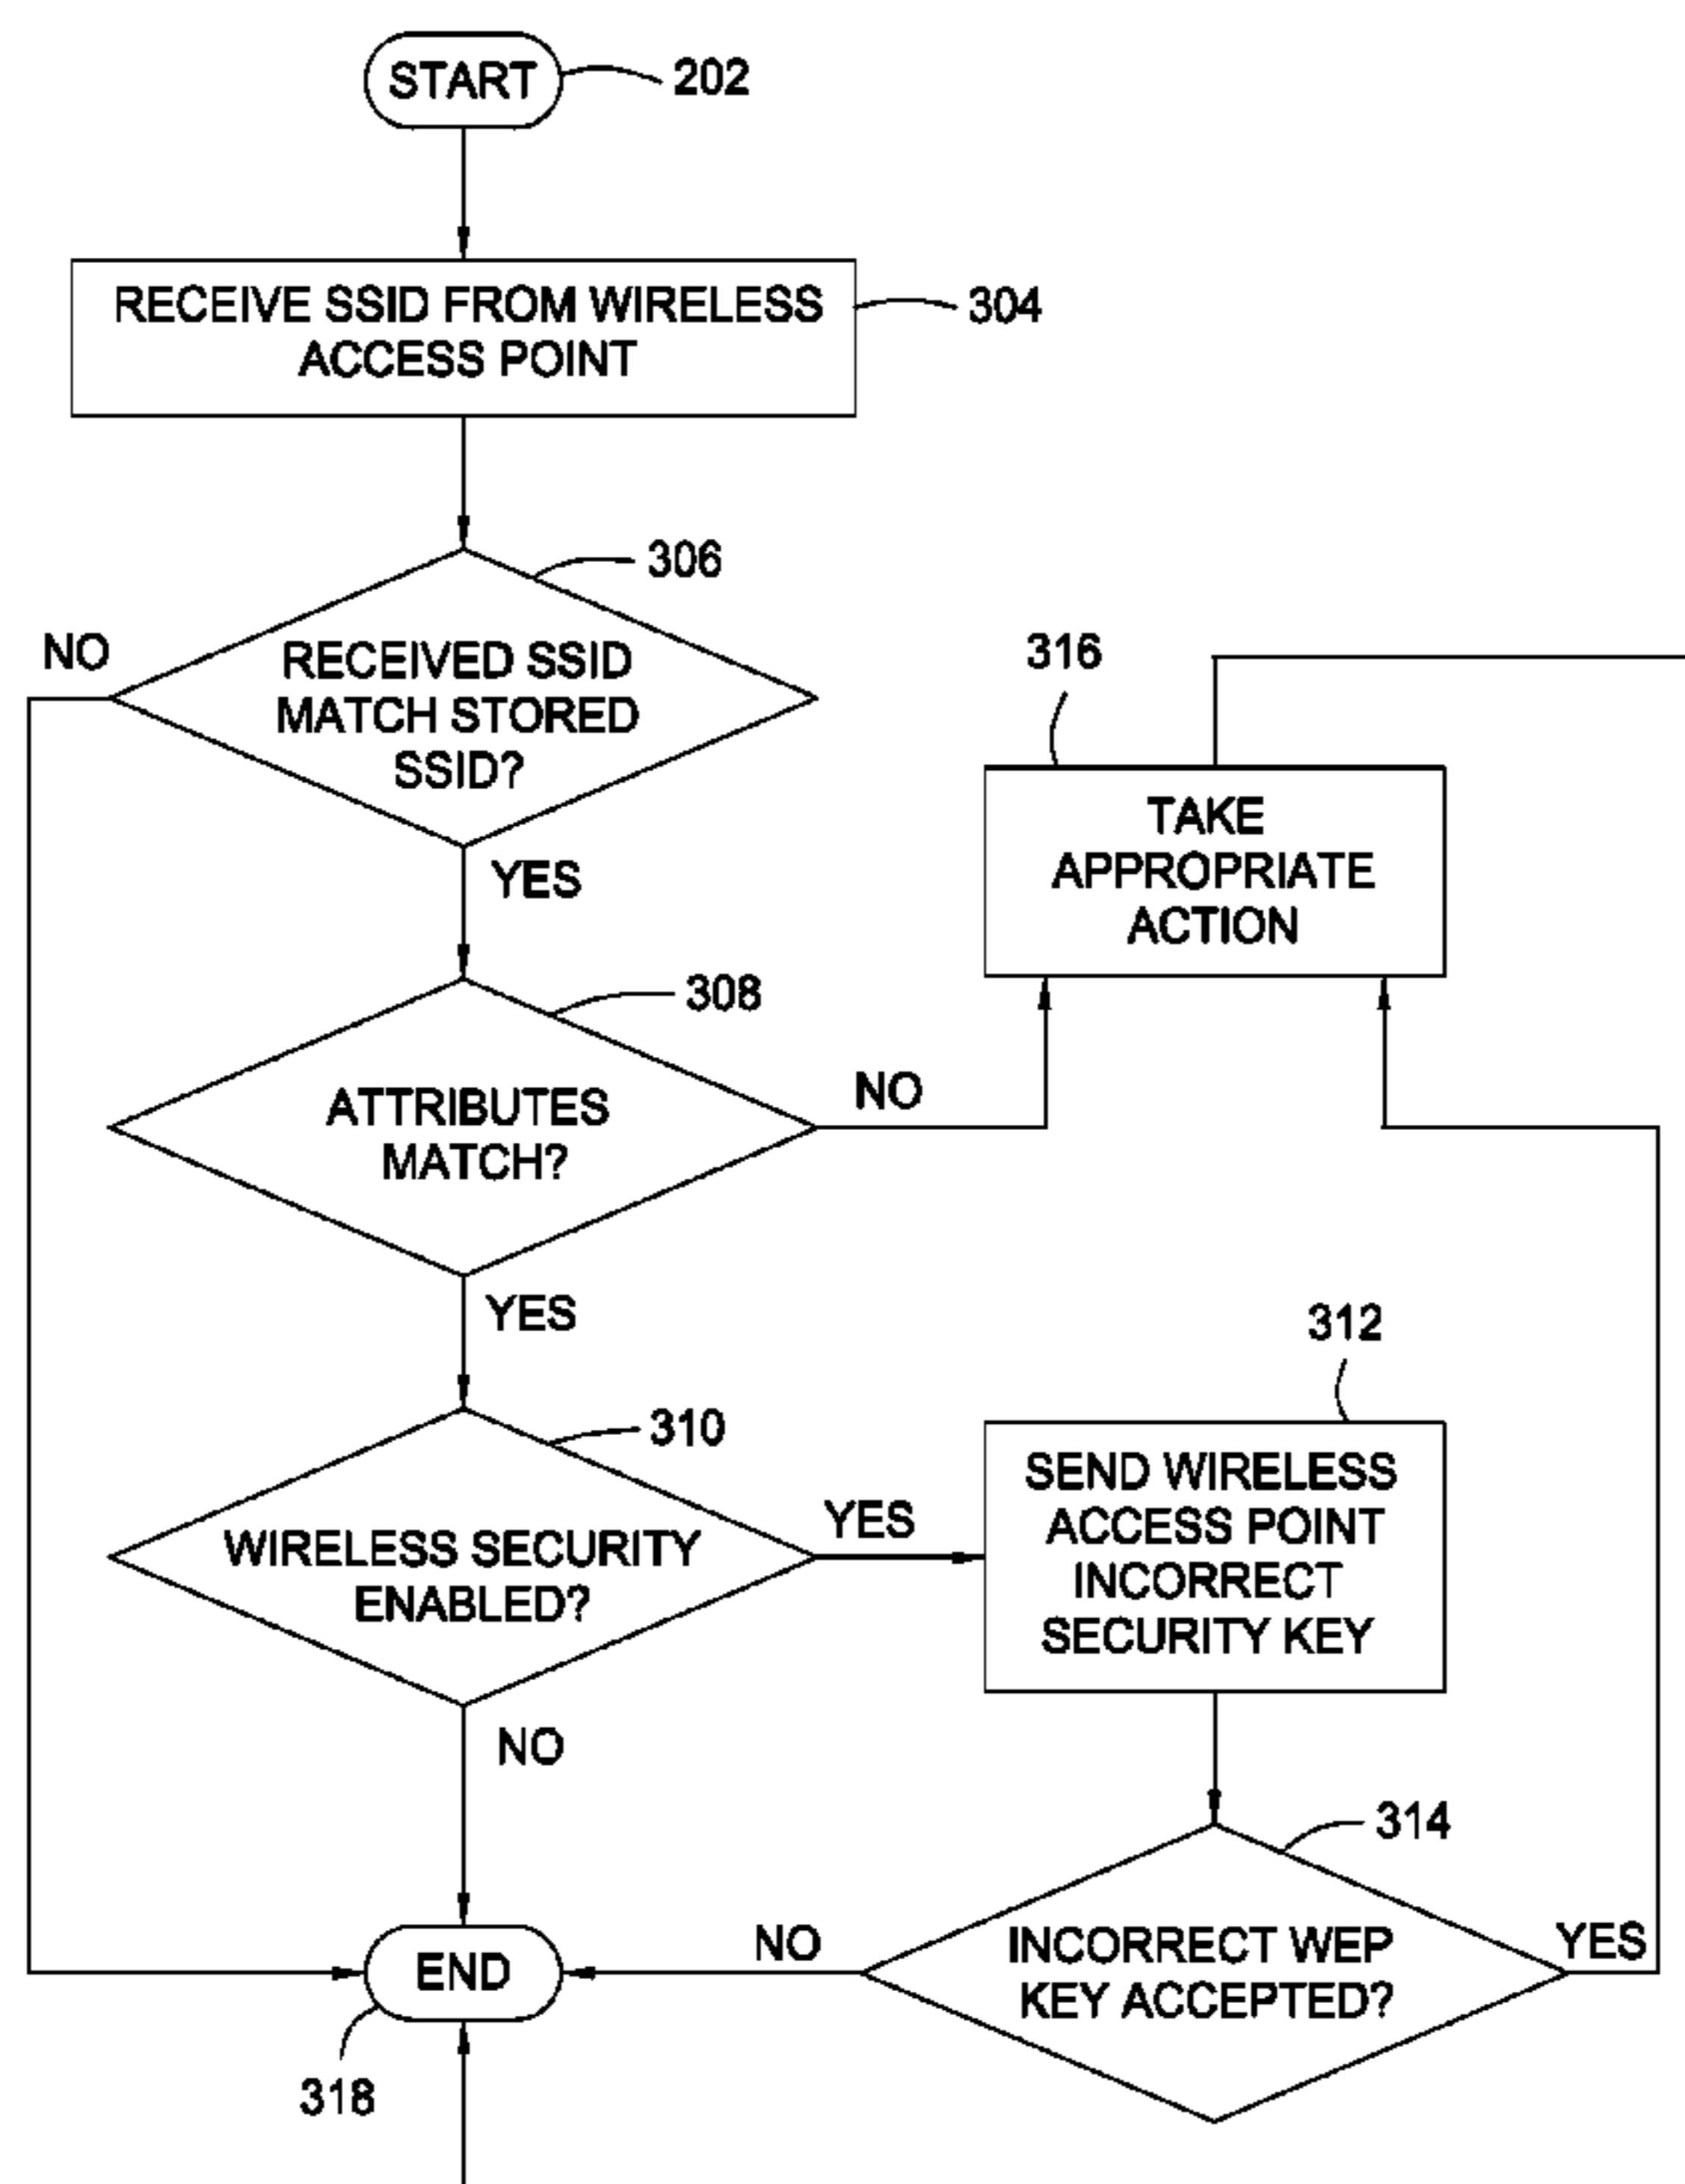 START
202
RECEIVE SSID FROM WIRELESS
ACCESS POINT
304
306
NO
RECEIVED SSID
MATCH STORED
SSID?
YES
316
TAKE
APPROPRIATE
ACTION
308
ATTRIBUTES
MATCH?
NO
YES
310
WIRELESS SECURITY
ENABLED?
YES
312
SEND WIRELESS
ACCESS POINT
INCORRECT
SECURITY KEY
NO
314
INCORRECT WEP
KEY ACCEPTED?
YES
NO
END
318